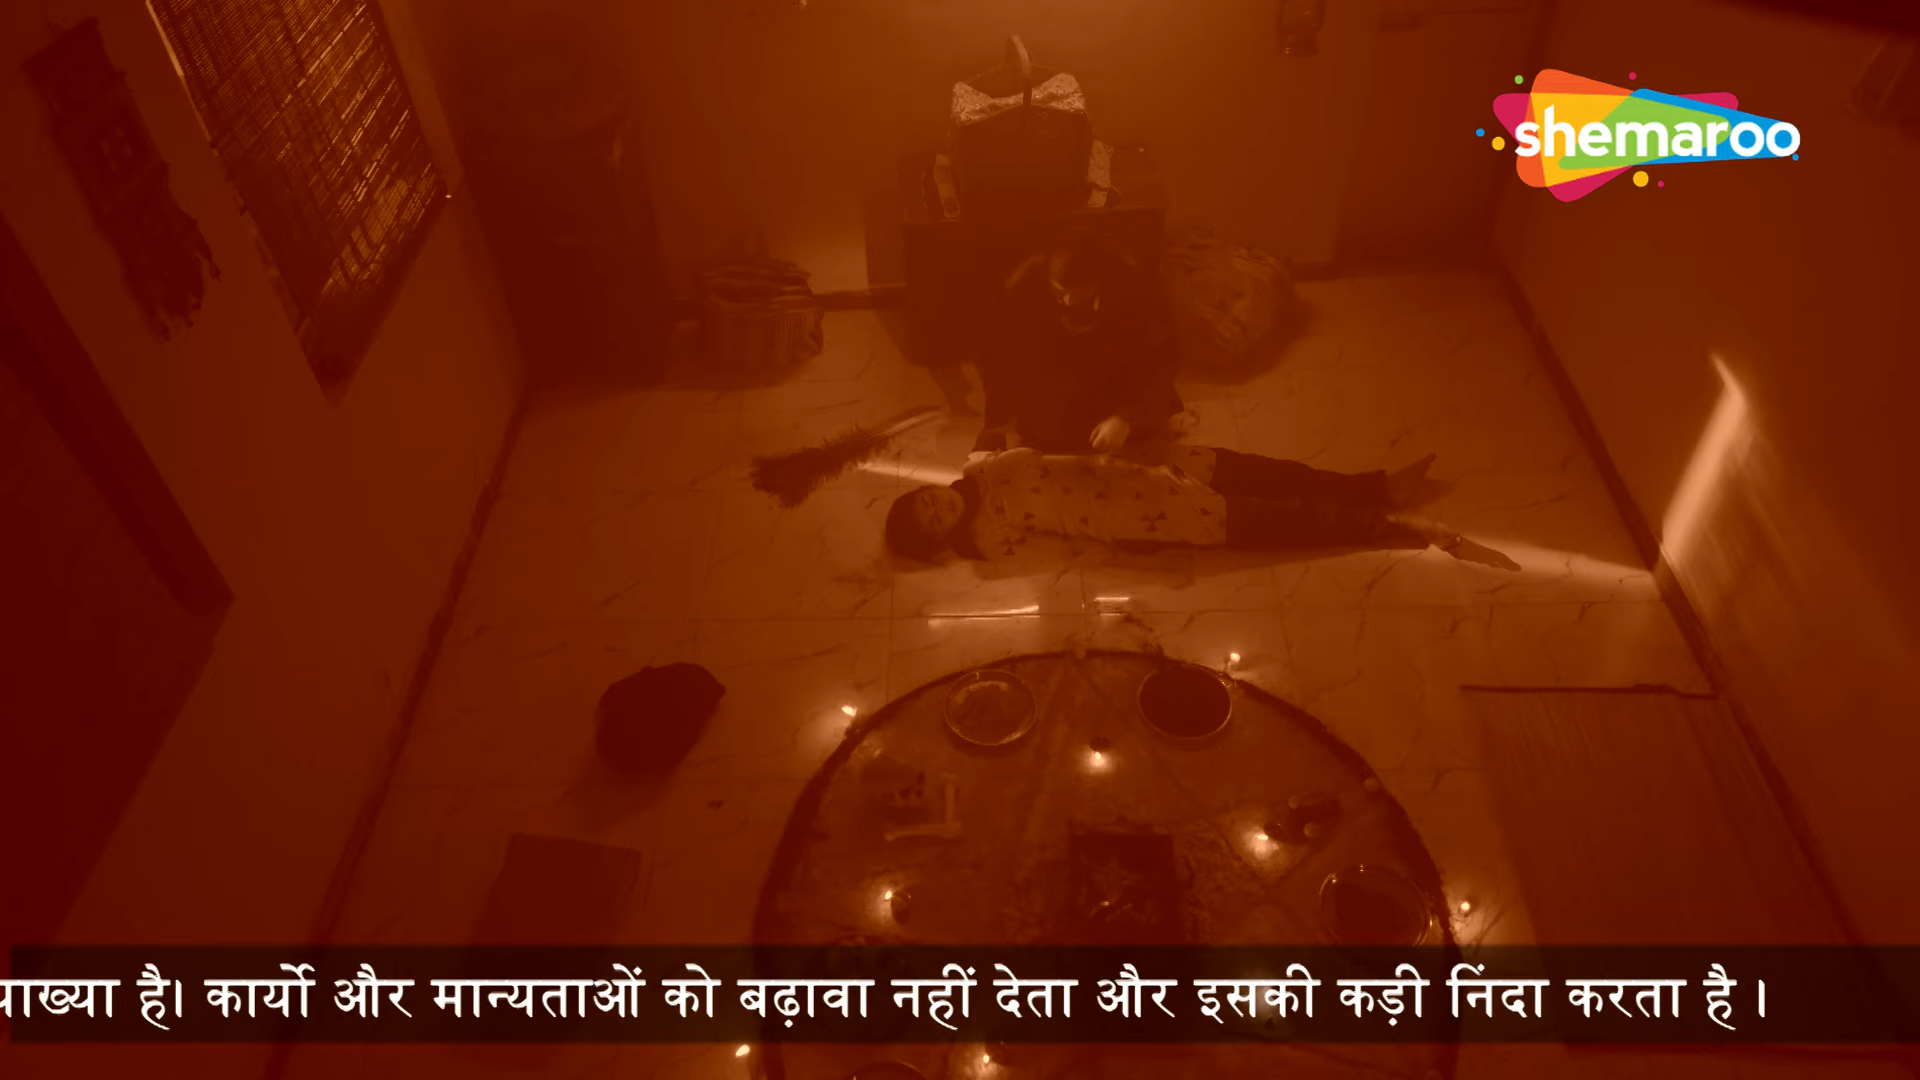 shemaroo
है। कार्यो और मान्यताओं को बढ़ावा नहीं देता और इसकी कड़ी निंदा करता है।